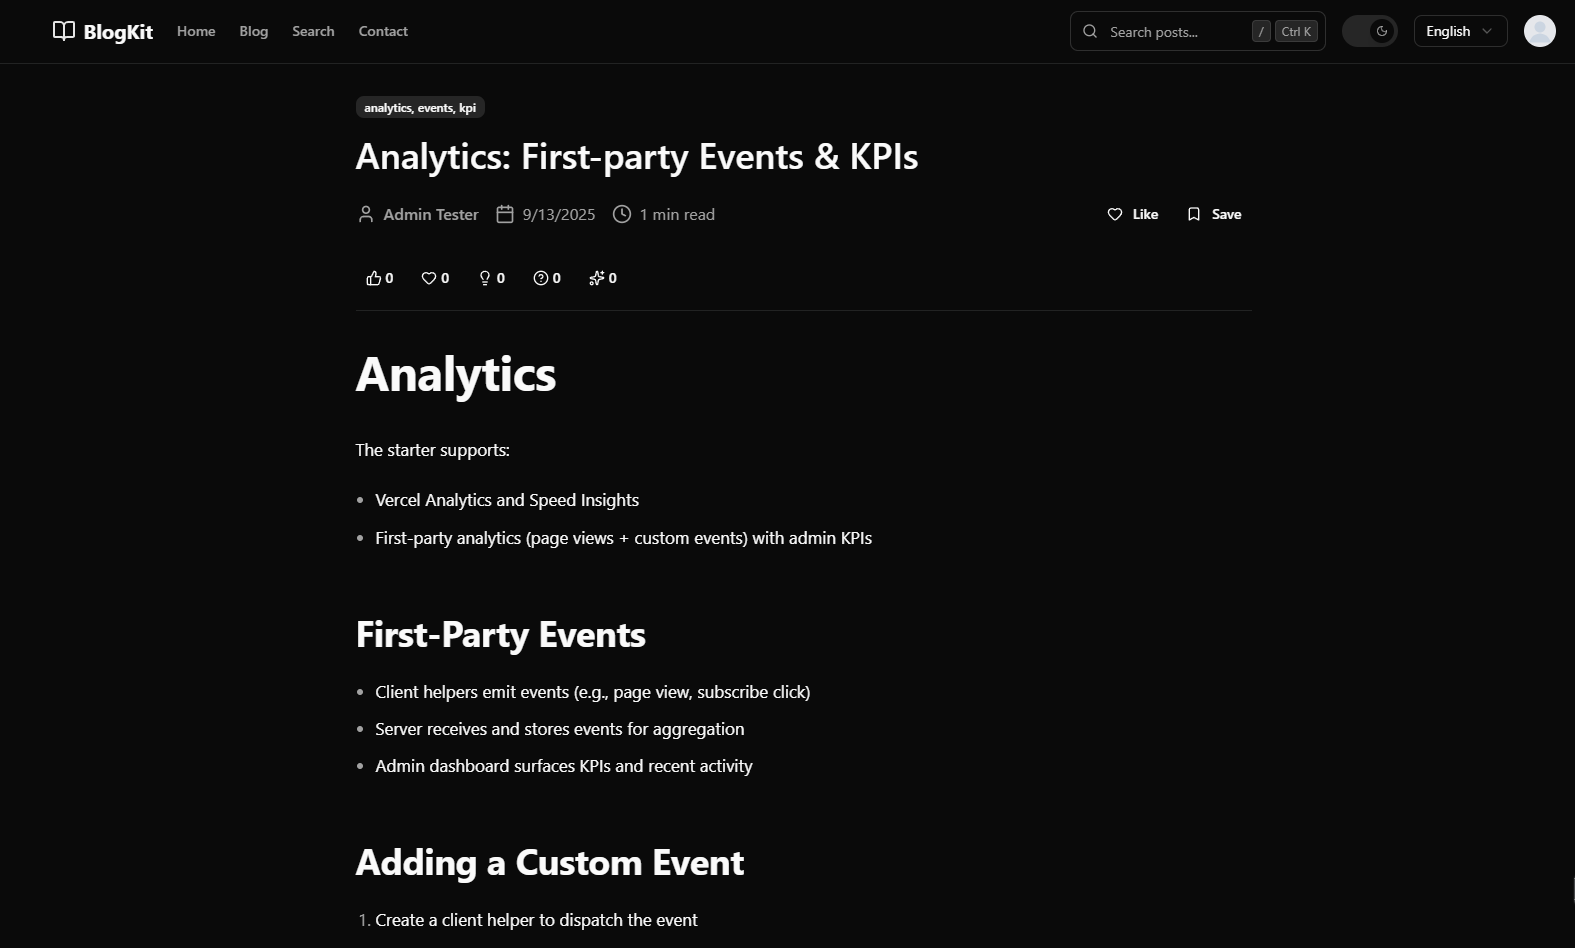 BlogKit Home Blog Search Contact Search posts... / Ctrl K English
analytics, events, kpi
Analytics: First-party Events & KPIs
Admin Tester 9/13/2025 1 min read Like Save
0 0 0 0 0
Analytics
The starter supports:
• Vercel Analytics and Speed Insights
• First-party analytics (page views + custom events) with admin KPIs
First-Party Events
• Client helpers emit events (e.g., page view, subscribe click)
• Server receives and stores events for aggregation
• Admin dashboard surfaces KPIs and recent activity
Adding a Custom Event
1. Create a client helper to dispatch the event